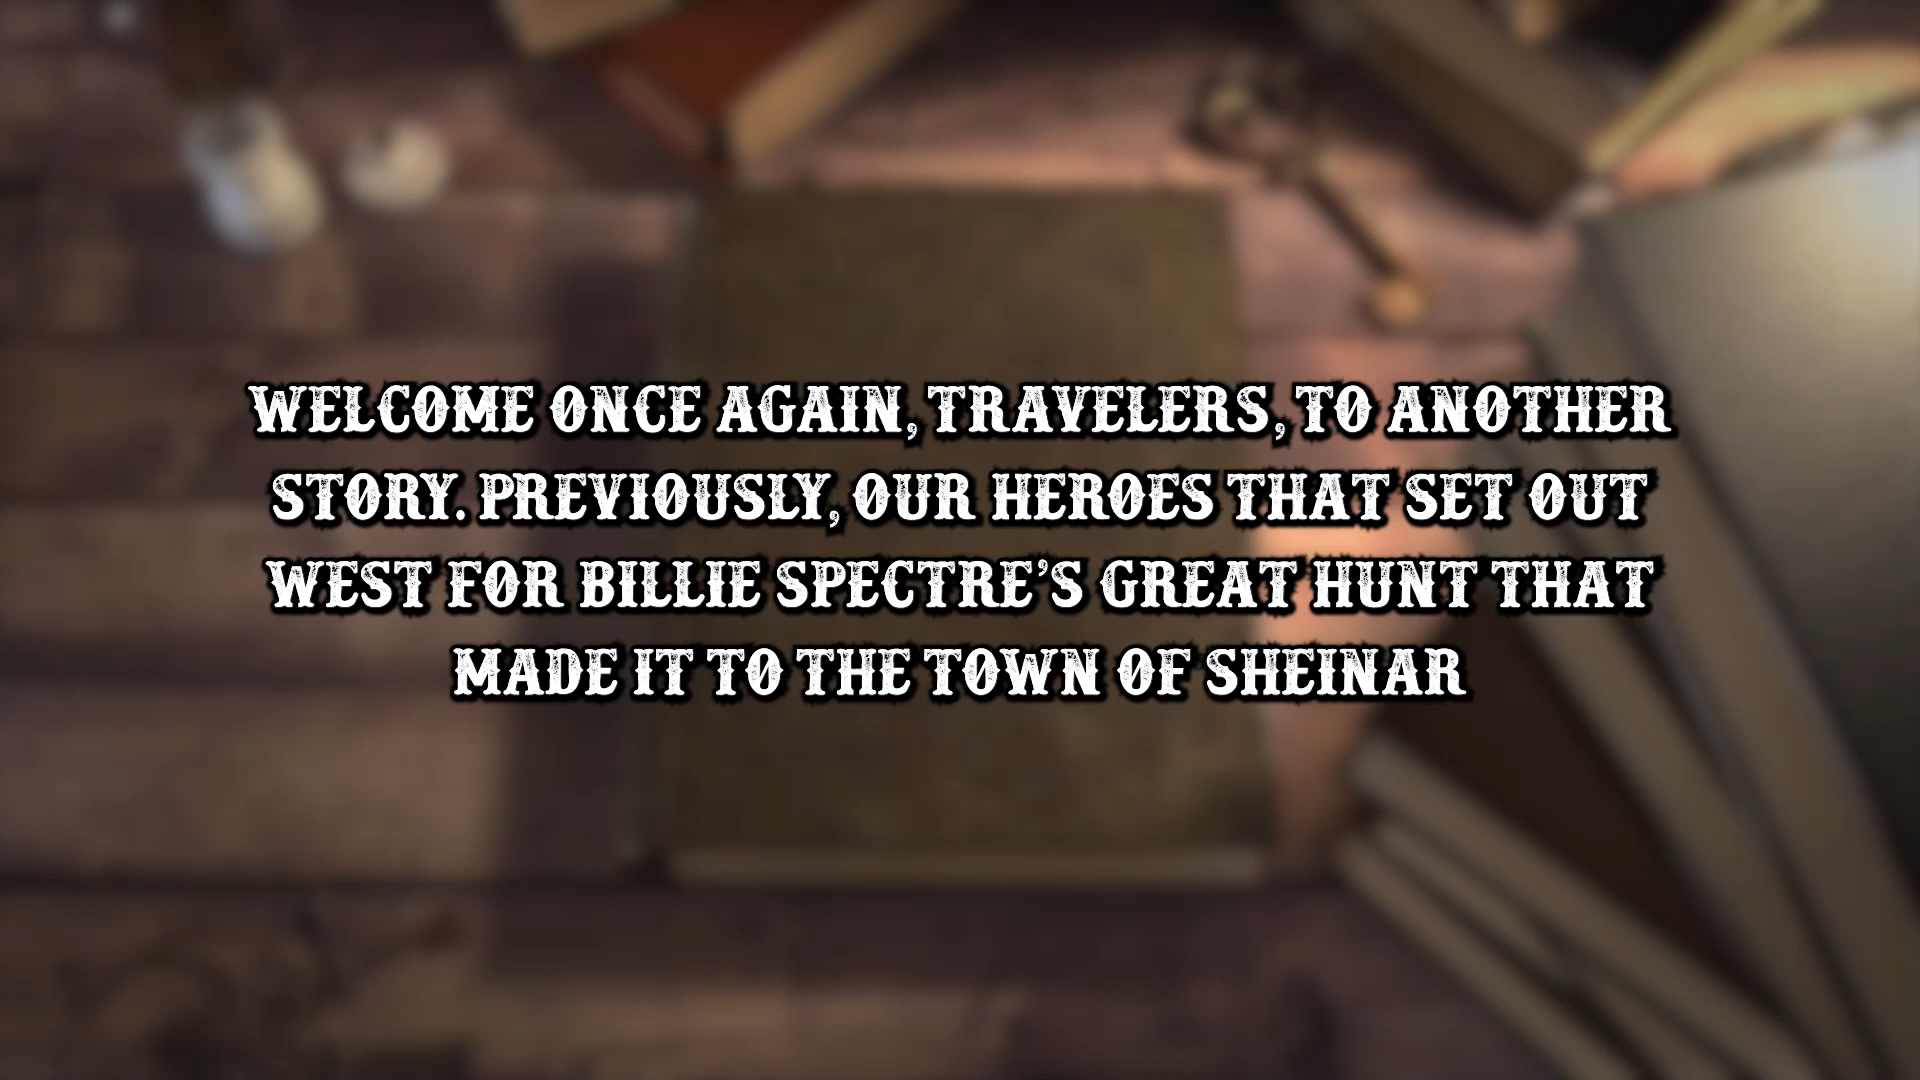 WELCOME ONCE AGAIN, TRAVELERS, TO ANOTHER
STORY. PREVIOUSLY, OUR HEROES THAT SET OUT
WEST FOR BILLIE SPECTRE'S GREAT HUNT THAT
MADE IT TO THE TOWN OF SHEINAR